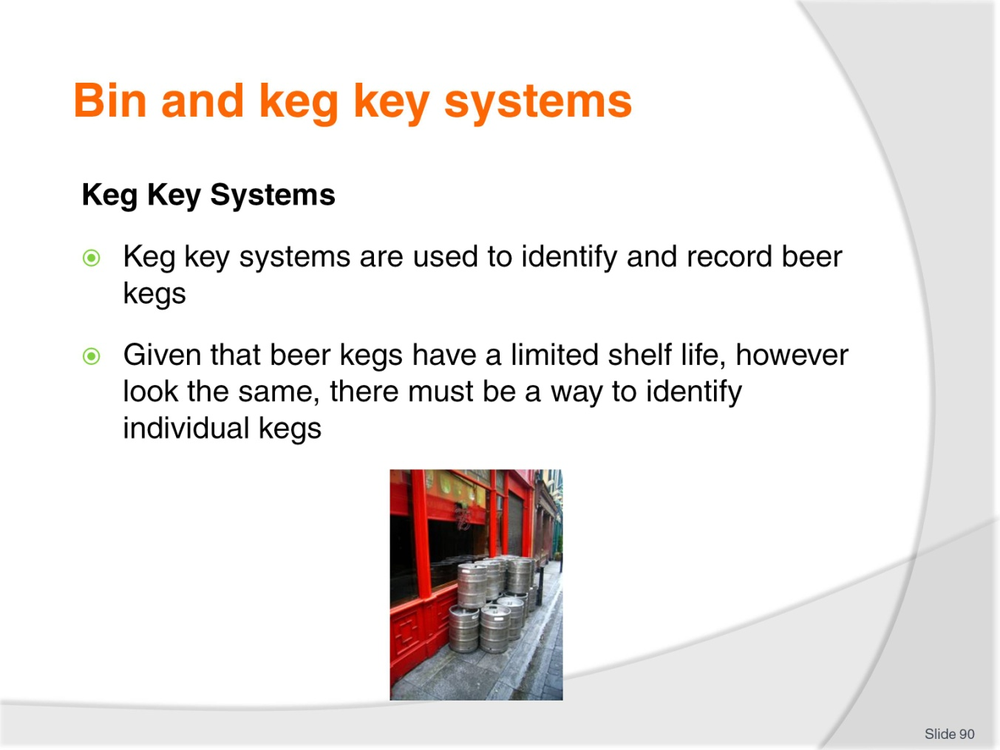 Bin and keg key systems
Keg Key Systems
Keg key systems are used to identify and record beer
kegs
Given that beer kegs have a limited shelf life, however
look the same, there must be a way to identify
individual kegs
Slide 90